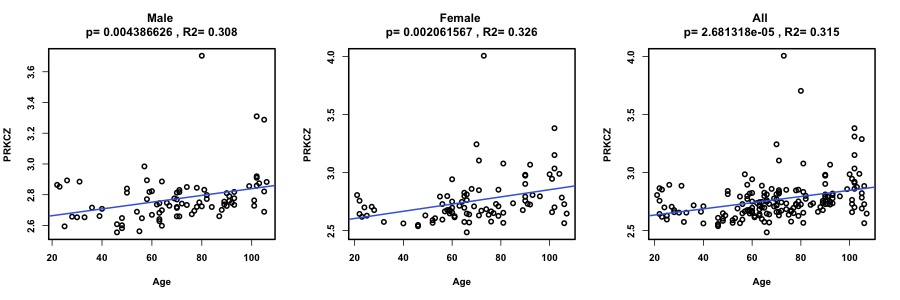 Male
p= 0.004386626 , R2= 0.308
PRKCZ
3.6
3.4
3.2
3.0
2.8
2.6
20 40 60 80 100
Age
Female
p= 0.002061567 , R2= 0.326
PRKCZ
4.0
3.5
3.0
2.5
20 40 60 80 100
Age
All
p= 2.681318e-05 , R2= 0.315
PRKCZ
4.0
3.5
3.0
2.5
20 40 60 80 100
Age